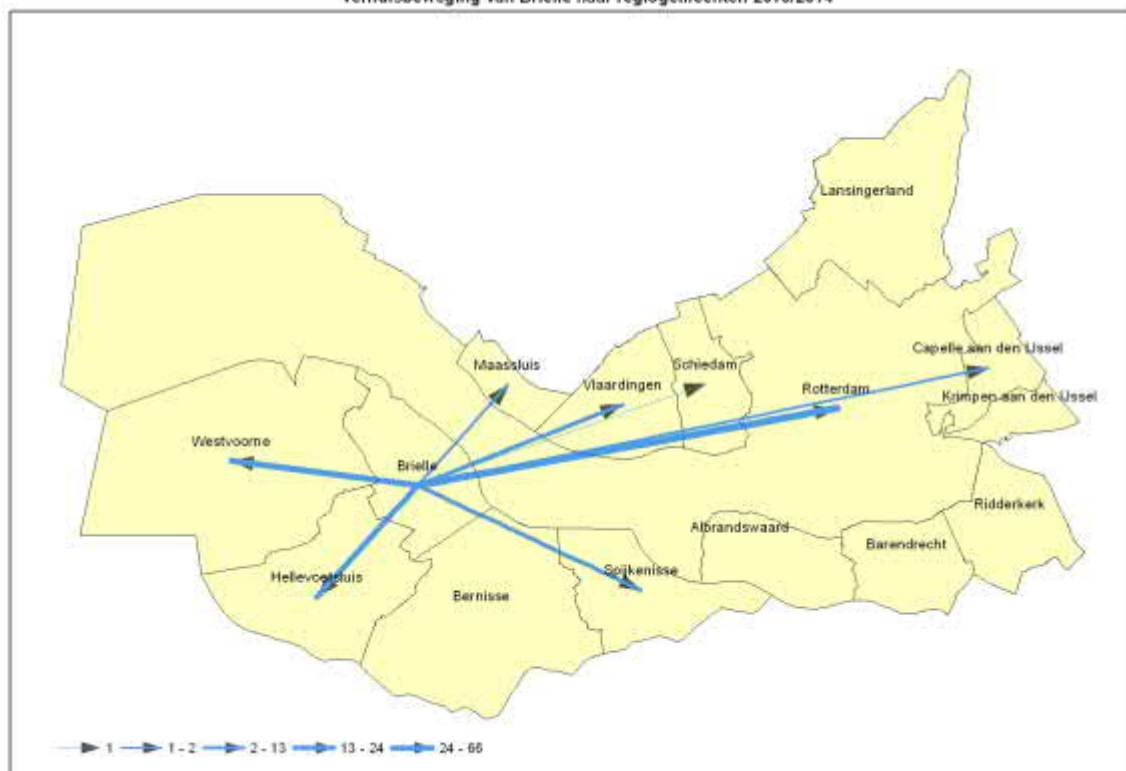 Lansingerland
Maassluis
Vlaardingen
Schiedam
Capelle aan den IJssel
Rotterdam
Krimpen aan den IJssel
Westvoorne
Brielle
Ridderkerk
Albrandswaard
Barendrecht
Hellevoetsluis
Spijkenisse
Bernisse
1
1 - 2
2 - 13
13 - 24
24 - 66